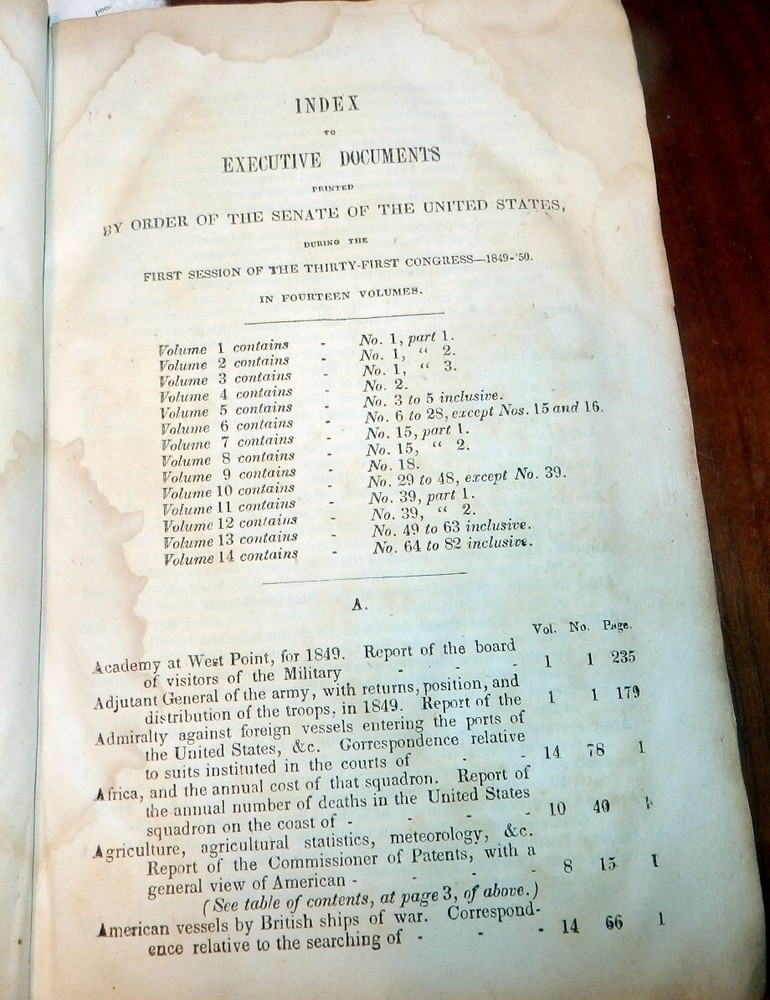 poor
INDEX
TO
EXECUTIVE DOCUMENTS
PRINTED
BY ORDER OF THE SENATE OF THE UNITED STATES,
DURING THE
FIRST SESSION OF THE THIRTY-FIRST CONGRESS—1849-'50.
IN FOURTEEN VOLUMES.
Volume 1 contains - No. 1, part 1.
Volume 2 contains - No. 1, “ 2.
Volume 3 contains - No. 1, “ 3.
Volume 4 contains - No. 2.
Volume 5 contains - No. 3 to 5 inclusive.
Volume 6 contains - No. 6 to 28, except Nos. 15 and 16.
Volume 7 contains - No. 15, part 1.
Volume 8 contains - No. 15, “ 2.
Volume 9 contains - No. 18.
Volume 10 contains - No. 29 to 48, except No. 39.
Volume 11 contains - No. 39, part 1.
Volume 12 contains - No. 39, “ 2.
Volume 13 contains - No. 49 to 63 inclusive.
Volume 14 contains - No. 64 to 82 inclusive.
A.
Vol. No. Page.
Academy at West Point, for 1849. Report of the board
of visitors of the Military - - - 1 1 235
Adjutant General of the army, with returns, position, and
distribution of the troops, in 1849. Report of the 1 1 179
Admiralty against foreign vessels entering the ports of
the United States, &c. Correspondence relative
to suits instituted in the courts of - - 14 78 1
Africa, and the annual cost of that squadron. Report of
the annual number of deaths in the United States
squadron on the coast of - - - - 10 40 1
Agriculture, agricultural statistics, meteorology, &c.
Report of the Commissioner of Patents, with a
general view of American - - - - 8 15 1
(See table of contents, at page 3, of above.)
American vessels by British ships of war. Correspond-
ence relative to the searching of - - - 14 66 1